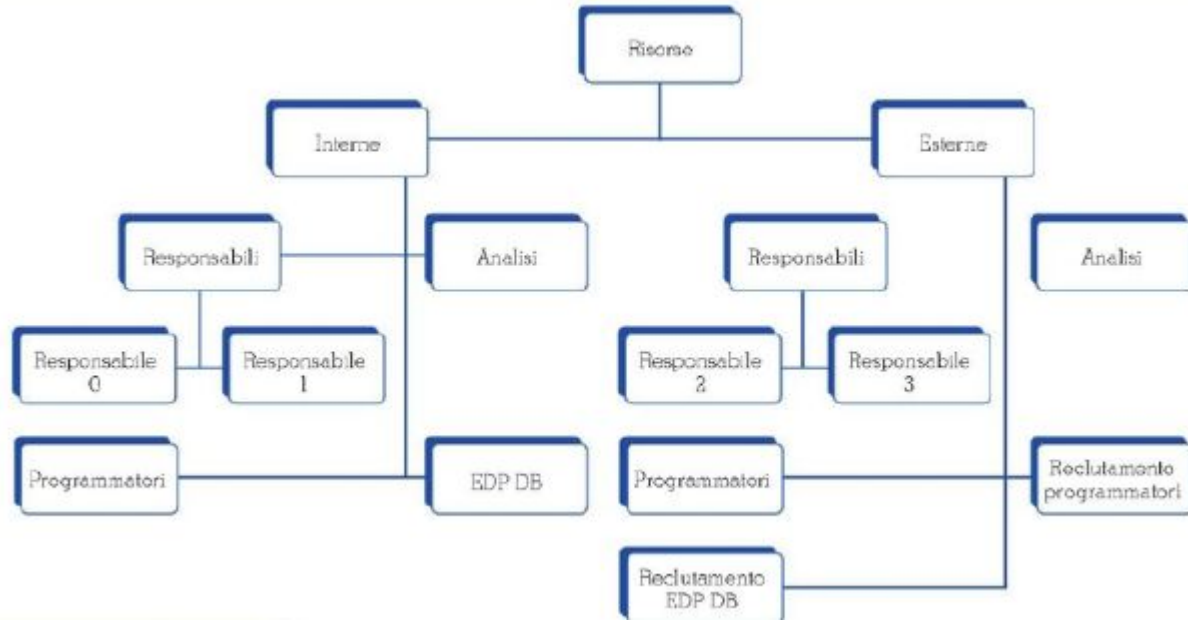 Risorse
Interne
Esterne
Responsabili
Analisi
Responsabili
Analisi
Responsabile
0
Responsabile
1
Responsabile
2
Responsabile
3
Programmatori
EDP DB
Programmatori
Reclutamento
programmatori
Reclutamento
EDP DB